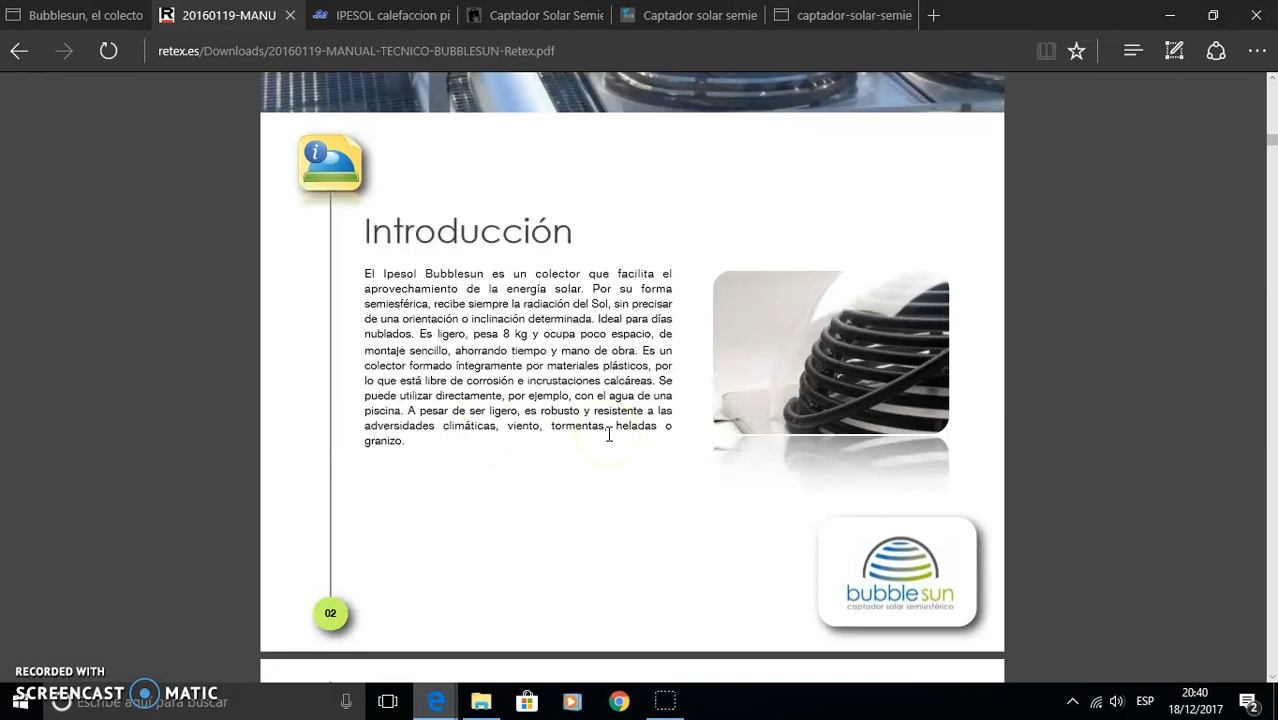 Bubblesun, el colecto
20160119-MANU
IPESOL calefaccion pi
Captador Solar Semie
Captador solar semie
captador-solar-semie
retex.es/Downloads/20160119-MANUAL-TECNICO-BUBBLESUN-Retex.pdf
Introducción
El Ipesol Bubblesun es un colector que facilita el
aprovechamiento de la energía solar. Por su forma
semiesférica, recibe siempre la radiación del Sol, sin precisar
de una orientación o inclinación determinada. Ideal para días
nublados. Es ligero, pesa 8 kg y ocupa poco espacio, de
montaje sencillo, ahorrando tiempo y mano de obra. Es un
colector formado íntegramente por materiales plásticos, por
lo que está libre de corrosión e incrustaciones calcáreas. Se
puede utilizar directamente, por ejemplo, con el agua de una
piscina. A pesar de ser ligero, es robusto y resistente a las
adversidades climáticas, viento, tormentas, heladas o
granizo.
bubble sun
captador solar semiesférico
02
RECORDED WITH
SCREENCAST MATIC
Escribe aquí para buscar
ESP
20:40
18/12/2017
2